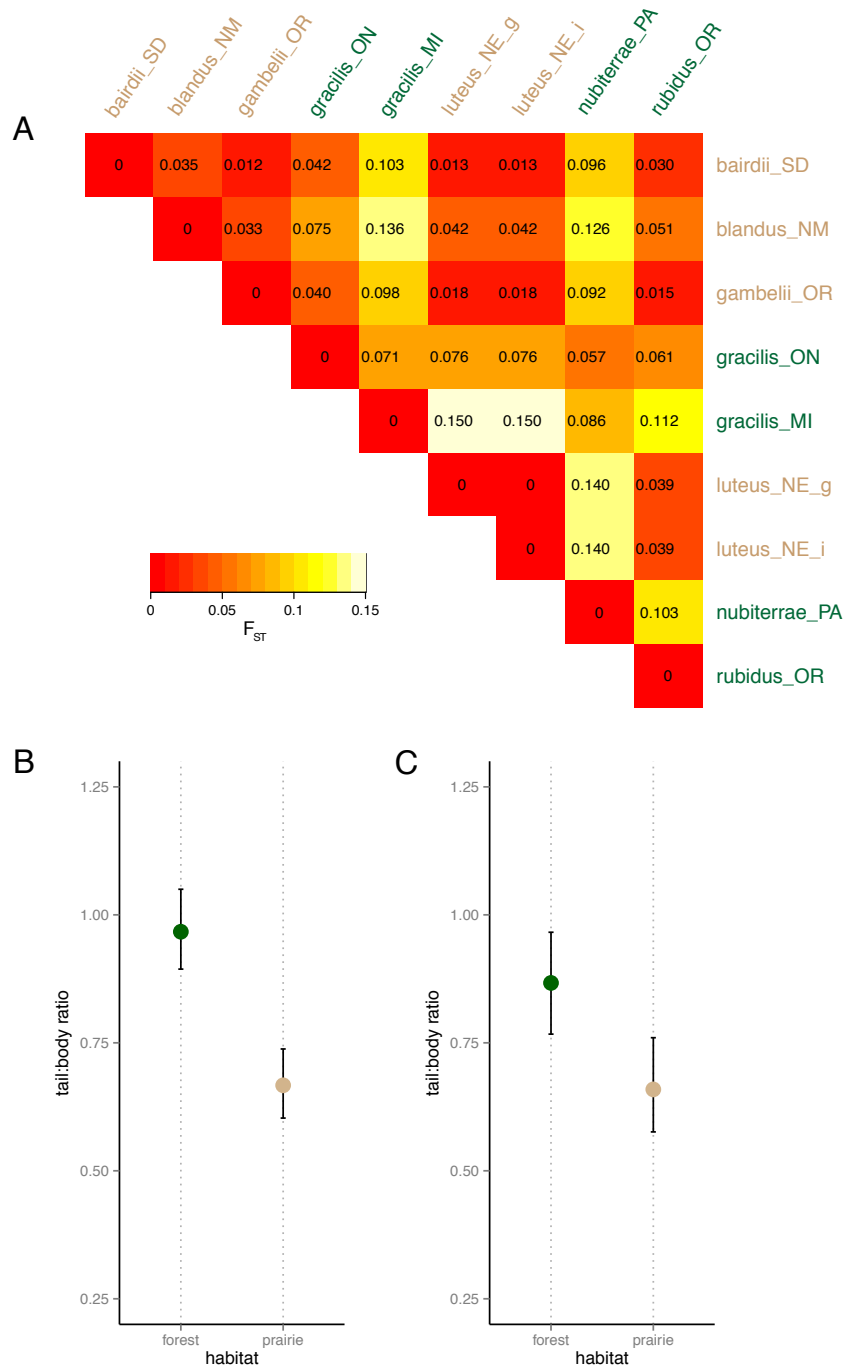 bairdii_SD blandus_NM gambelii_OR gracilis_ON gracilis_MI luteus_NE_g luteus_NE_i nubiterrae_PA rubidus_OR
A
0 0.035 0.012 0.042 0.103 0.013 0.013 0.096 0.030 bairdii_SD
0 0.033 0.075 0.136 0.042 0.042 0.126 0.051 blandus_NM
0 0.040 0.098 0.018 0.018 0.092 0.015 gambelii_OR
0 0.071 0.076 0.076 0.057 0.061 gracilis_ON
0 0.150 0.150 0.086 0.112 gracilis_MI
0 0 0.140 0.039 luteus_NE_g
0 0.140 0.039 luteus_NE_i
0 0.103 nubiterrae_PA
0 rubidus_OR
0 0.05 0.1 0.15
FST
B
1.25
1.00
0.75
0.50
0.25
tail:body ratio
forest prairie
habitat
C
1.25
1.00
0.75
0.50
0.25
tail:body ratio
forest prairie
habitat